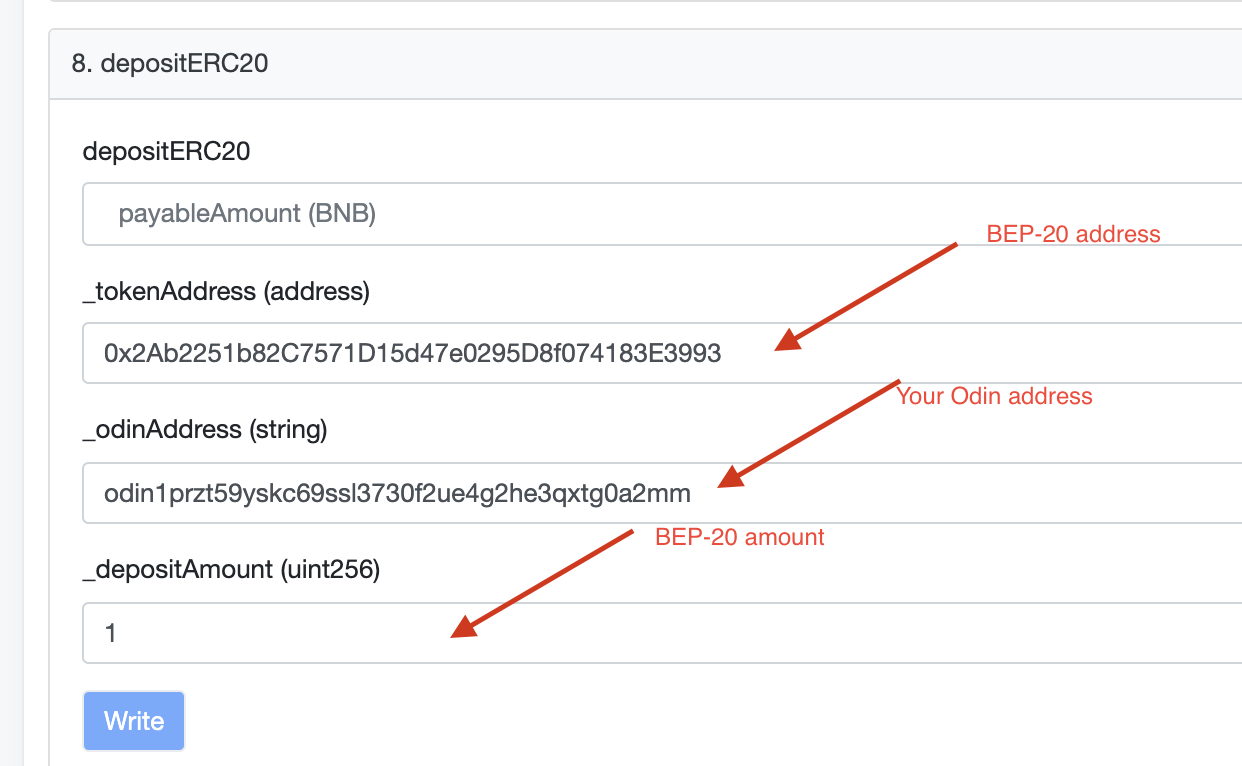 8. depositERC20
depositERC20
payableAmount (BNB)
BEP-20 address
_tokenAddress (address)
0x2Ab2251b82C7571D15d47e0295D8f074183E3993
Your Odin address
_odinAddress (string)
odin1przt59yskc69ssl3730f2ue4g2he3qxtg0a2mm
BEP-20 amount
_depositAmount (uint256)
1
Write